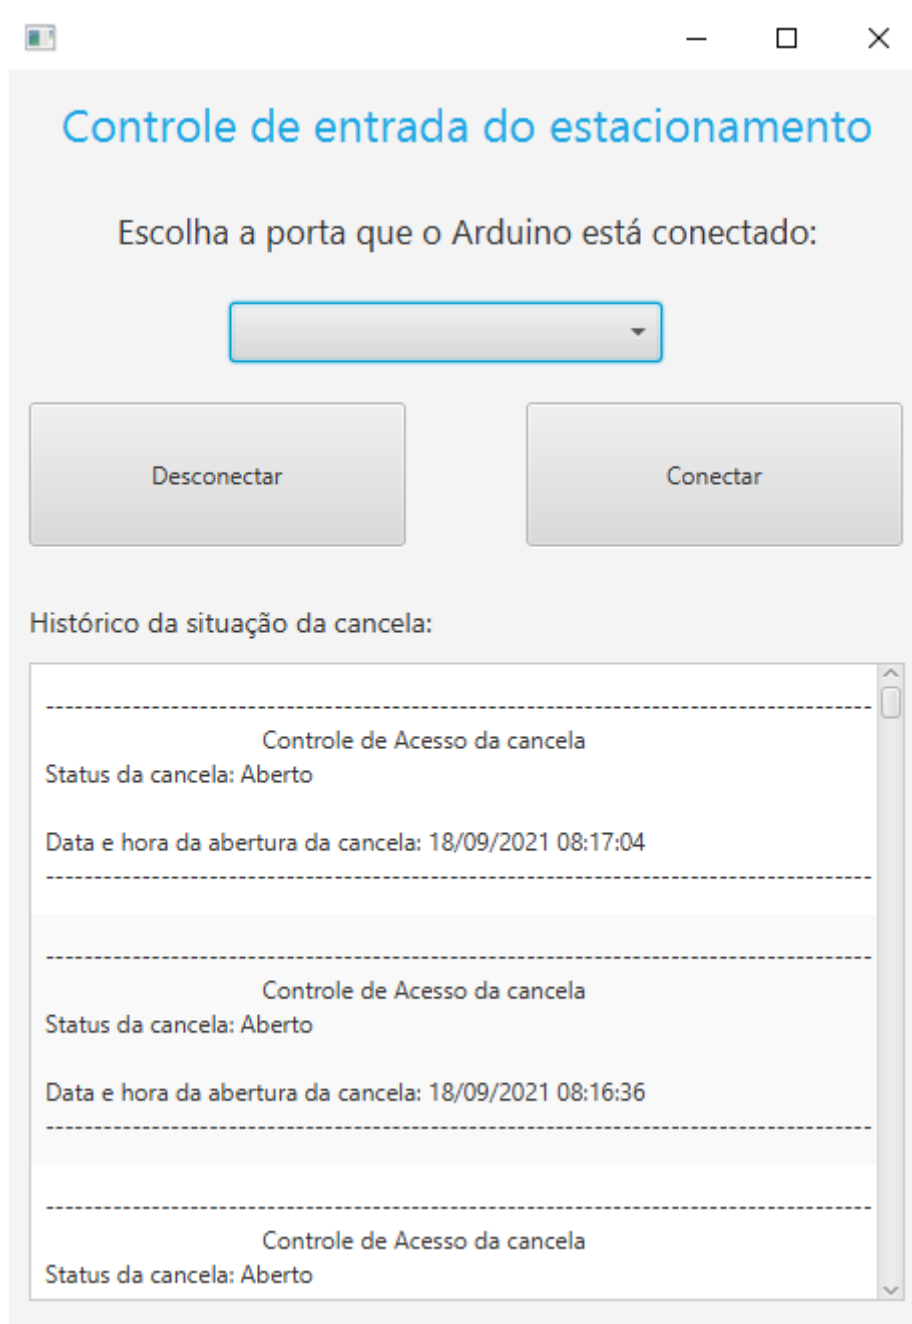 Controle de entrada do estacionamento
Escolha a porta que o Arduino está conectado:
Desconectar
Conectar
Histórico da situação da cancela:
------------------------------------------------------------------------------------
Controle de Acesso da cancela
Status da cancela: Aberto
Data e hora da abertura da cancela: 18/09/2021 08:17:04
------------------------------------------------------------------------------------
------------------------------------------------------------------------------------
Controle de Acesso da cancela
Status da cancela: Aberto
Data e hora da abertura da cancela: 18/09/2021 08:16:36
------------------------------------------------------------------------------------
------------------------------------------------------------------------------------
Controle de Acesso da cancela
Status da cancela: Aberto